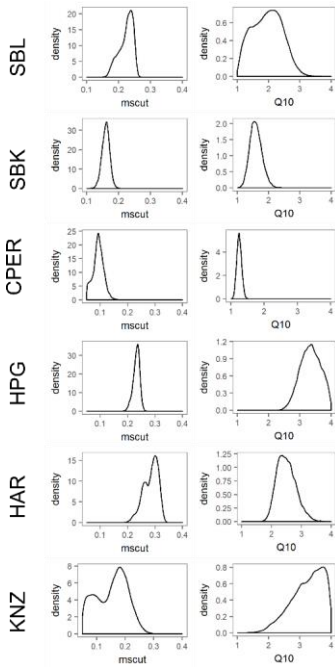 SBL
density
20
15
10
5
0
0.1 0.2 0.3 0.4
mscut
density
0.6
0.4
0.2
0.0
1 2 3 4
Q10
SBK
density
30
20
10
0
0.1 0.2 0.3 0.4
mscut
density
2.0
1.5
1.0
0.5
0.0
1 2 3 4
Q10
CPER
density
25
20
15
10
5
0
0.1 0.2 0.3 0.4
mscut
density
4
2
0
1 2 3 4
Q10
HPG
density
30
20
10
0
0.1 0.2 0.3 0.4
mscut
density
1.2
0.9
0.6
0.3
0.0
1 2 3 4
Q10
HAR
density
15
10
5
0
0.1 0.2 0.3 0.4
mscut
density
1.25
1.00
0.75
0.50
0.25
0.00
1 2 3 4
Q10
KNZ
density
8
6
4
2
0
0.1 0.2 0.3 0.4
mscut
density
0.8
0.6
0.4
0.2
0.0
1 2 3 4
Q10